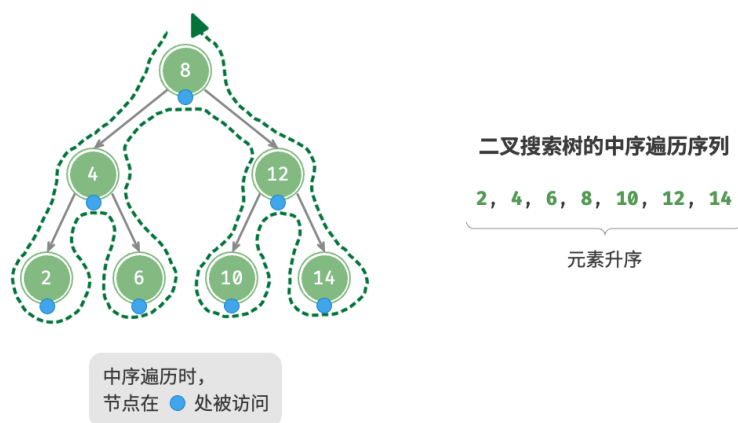 8
二叉搜索树的中序遍历序列
4
12
2, 4, 6, 8, 10, 12, 14
元素升序
2
6
10
14
中序遍历时，
节点在 处被访问